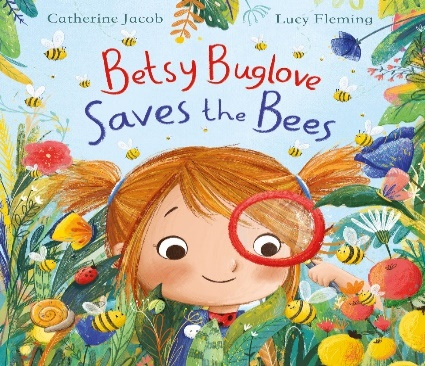 Catherine Jacob Lucy Fleming
Betsy Buglove
Saves the Bees